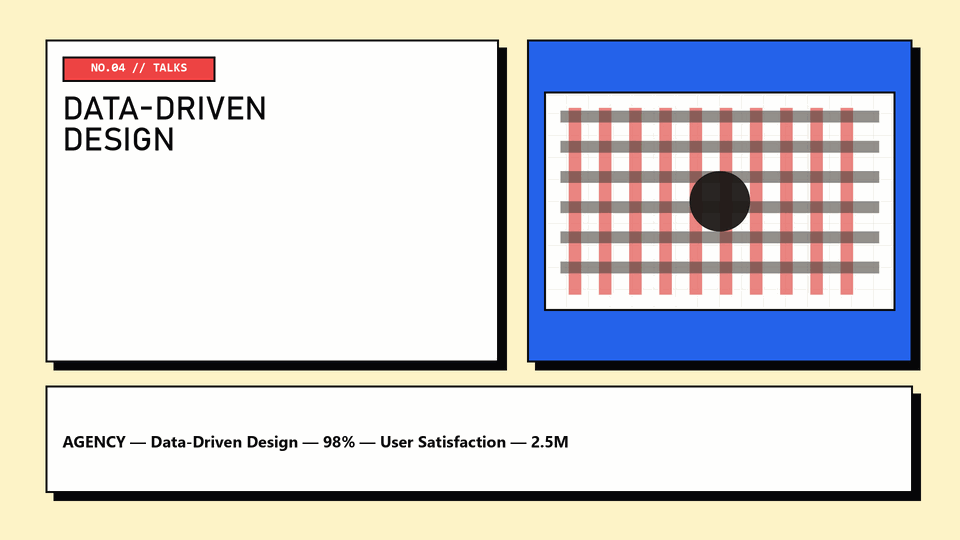 NO.04 // TALKS
DATA-DRIVEN
DESIGN
AGENCY — Data-Driven Design — 98% — User Satisfaction — 2.5M